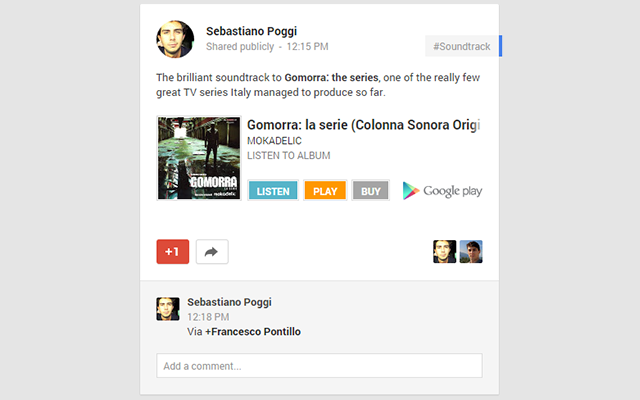 Sebastiano Poggi
Shared publicly - 12:15 PM
#Soundtrack
The brilliant soundtrack to Gomorra: the series, one of the really few
great TV series Italy managed to produce so far.
Gomorra: la serie (Colonna Sonora Origi
MOKADELIC
LISTEN TO ALBUM
GOMORRA
mokadelic
LISTEN
PLAY
BUY
Google play
+1
Sebastiano Poggi
12:18 PM
Via +Francesco Pontillo
Add a comment...